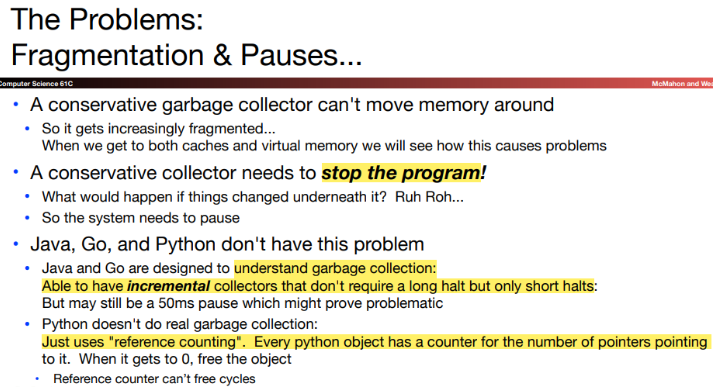 The Problems:
Fragmentation & Pauses...
Computer Science 61C
McMahon and Wea
• A conservative garbage collector can't move memory around
• So it gets increasingly fragmented...
When we get to both caches and virtual memory we will see how this causes problems
• A conservative collector needs to stop the program!
• What would happen if things changed underneath it? Ruh Roh...
• So the system needs to pause
• Java, Go, and Python don't have this problem
• Java and Go are designed to understand garbage collection:
Able to have incremental collectors that don't require a long halt but only short halts:
But may still be a 50ms pause which might prove problematic
• Python doesn't do real garbage collection:
Just uses "reference counting". Every python object has a counter for the number of pointers pointing
to it. When it gets to 0, free the object
• Reference counter can't free cycles